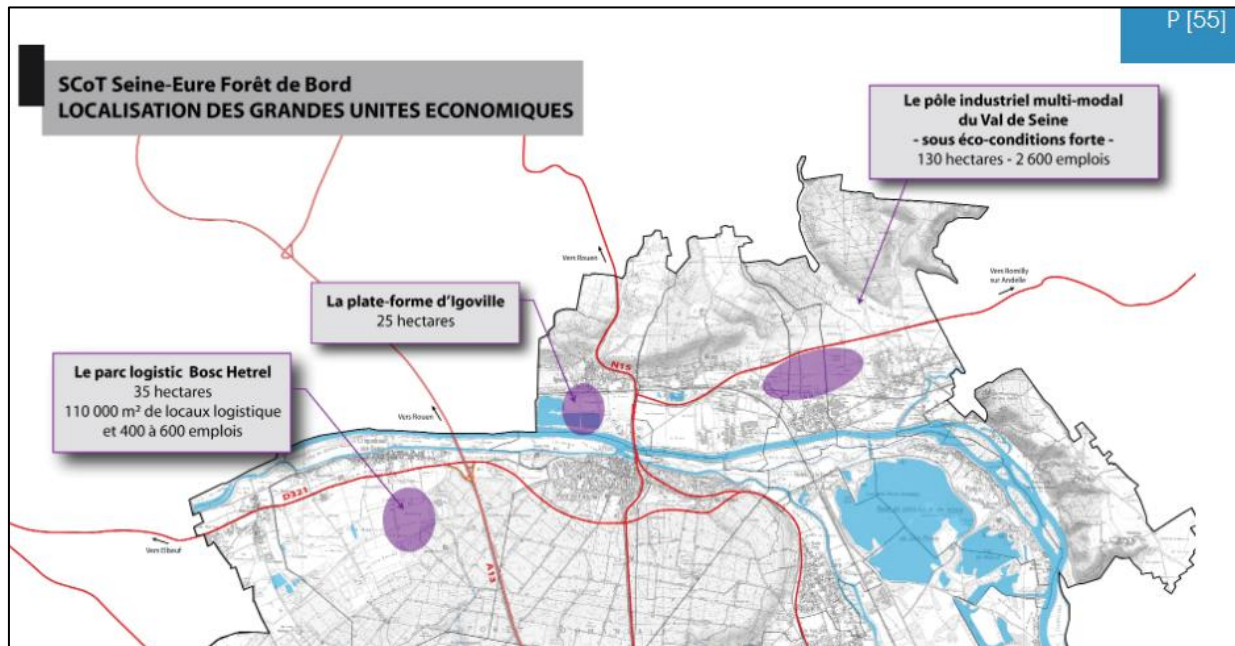 P [55]
SCoT Seine-Eure Forêt de Bord
LOCALISATION DES GRANDES UNITES ECONOMIQUES
Le pôle industriel multi-modal
du Val de Seine
- sous éco-conditions forte -
130 hectares - 2 600 emplois
Vers Rouen
Vers Romilly
sur Andelle
La plate-forme d'Igoville
25 hectares
N15
Le parc logistic Bosc Hetrel
35 hectares
110 000 m² de locaux logistique
et 400 à 600 emplois
Vers Rouen
D321
Vers Elbeuf
A13